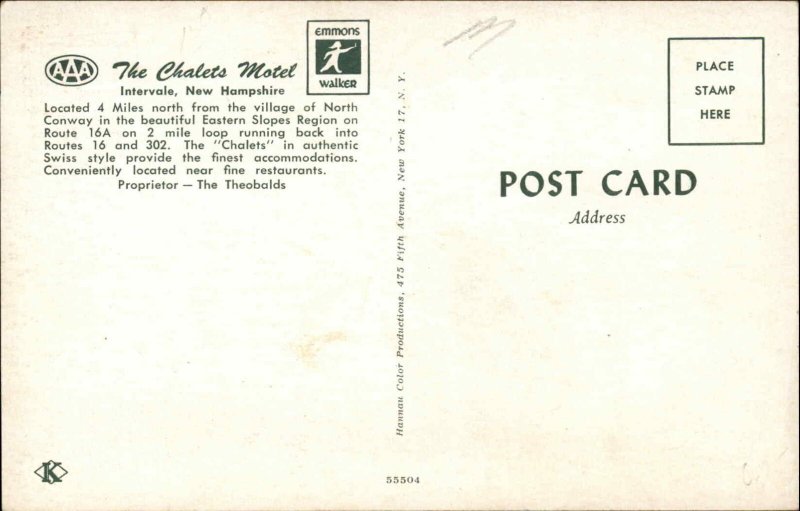 AAA
The Chalets Motel
Intervale, New Hampshire
emmons
walker
Located 4 Miles north from the village of North
Conway in the beautiful Eastern Slopes Region on
Route 16A on 2 mile loop running back into
Routes 16 and 302. The "Chalets" in authentic
Swiss style provide the finest accommodations.
Conveniently located near fine restaurants.
Proprietor — The Theobalds
Hannau Color Productions, 475 Fifth Avenue, New York 17, N. Y.
PLACE
STAMP
HERE
POST CARD
Address
K
55504